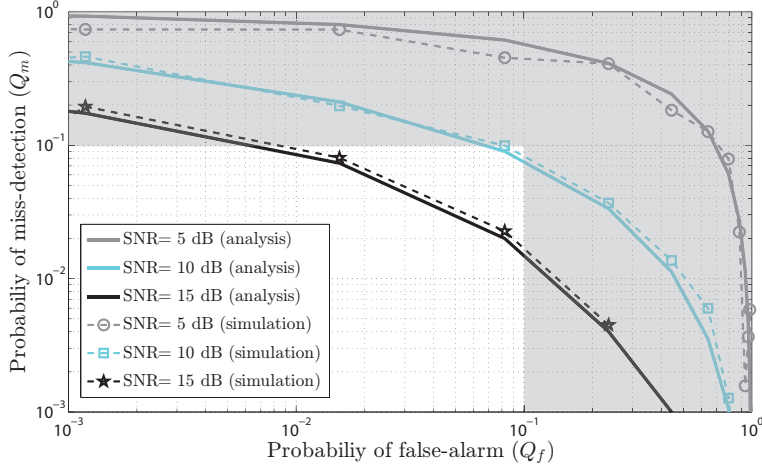 10^0
10^{-1}
10^{-2}
10^{-3}
Probabiliy of miss-detection (Q_m)
SNR= 5 dB (analysis)
SNR= 10 dB (analysis)
SNR= 15 dB (analysis)
SNR= 5 dB (simulation)
SNR= 10 dB (simulation)
SNR= 15 dB (simulation)
10^{-3} 10^{-2} 10^{-1} 10^0
Probabiliy of false-alarm (Q_f)